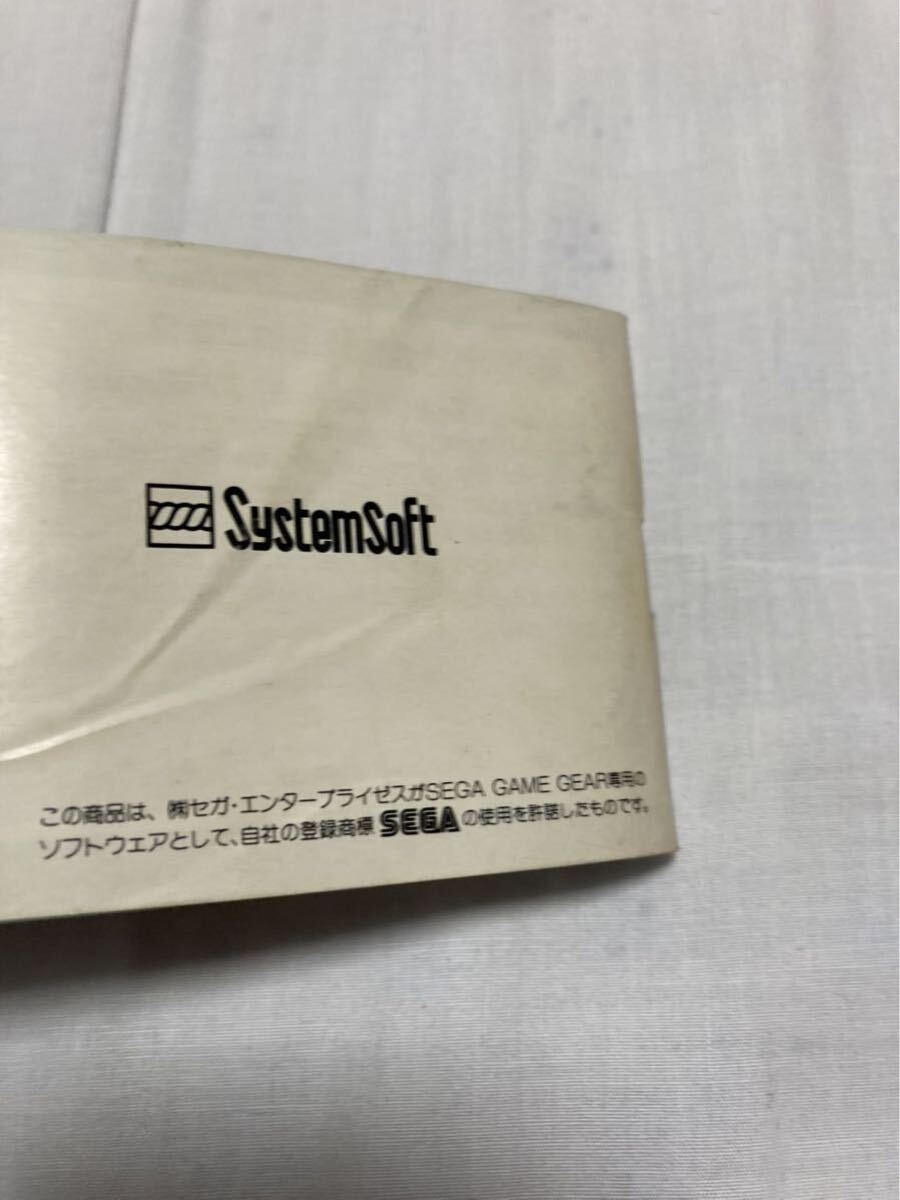 SystemSoft
この商品は、㈱セガ・エンタープライゼスがSEGA GAME GEAR専用の
ソフトウェアとして、自社の登録商標 SEGA の使用を許諾したものです。